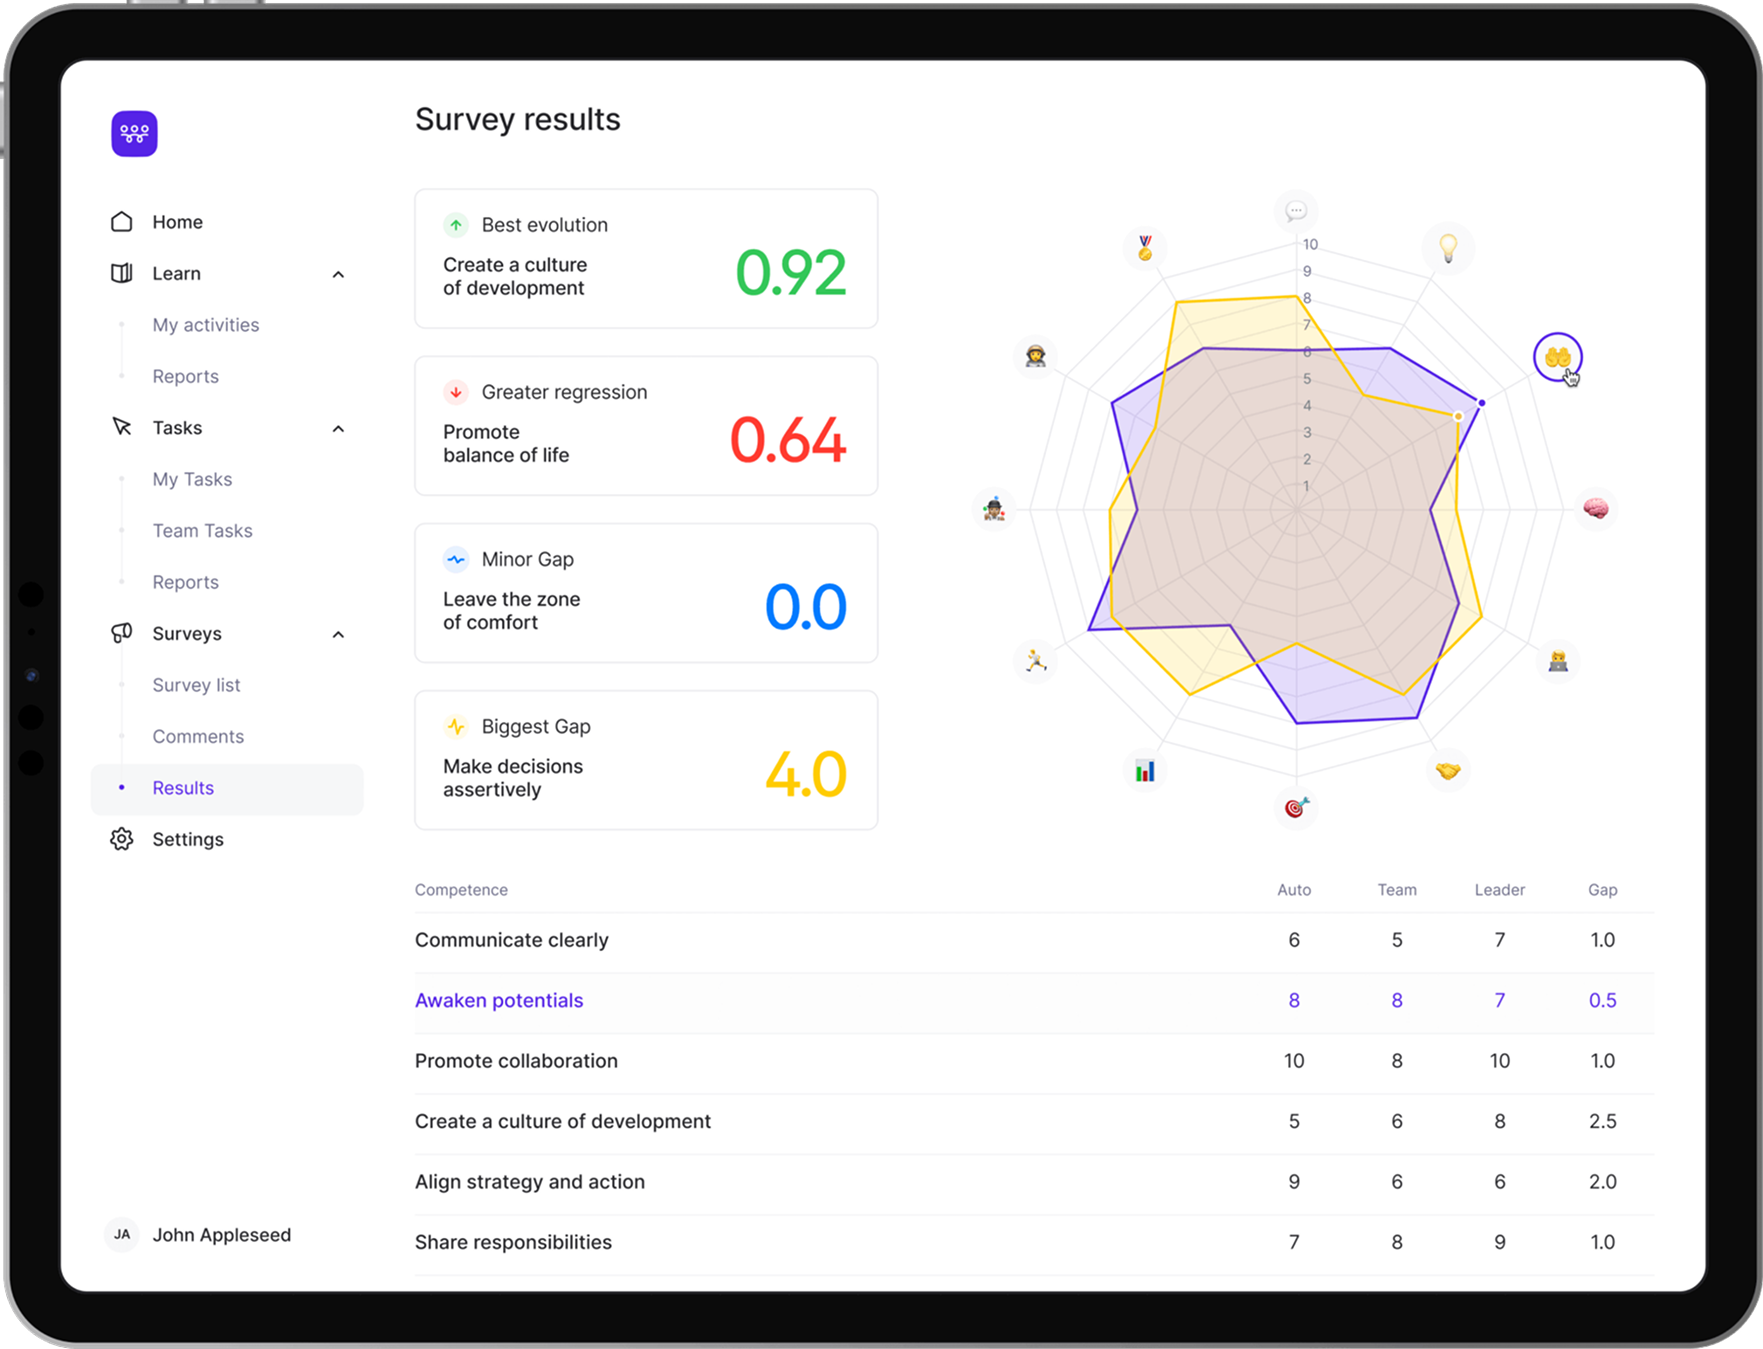 Survey results
Home
Learn
My activities
Reports
Tasks
My Tasks
Team Tasks
Reports
Surveys
Survey list
Comments
Results
Settings
JA
John Appleseed
Best evolution
Create a culture
of development
0.92
Greater regression
Promote
balance of life
0.64
Minor Gap
Leave the zone
of comfort
0.0
Biggest Gap
Make decisions
assertively
4.0
10
9
8
7
6
5
4
3
2
1
Competence Auto Team Leader Gap
Communicate clearly 6 5 7 1.0
Awaken potentials 8 8 7 0.5
Promote collaboration 10 8 10 1.0
Create a culture of development 5 6 8 2.5
Align strategy and action 9 6 6 2.0
Share responsibilities 7 8 9 1.0